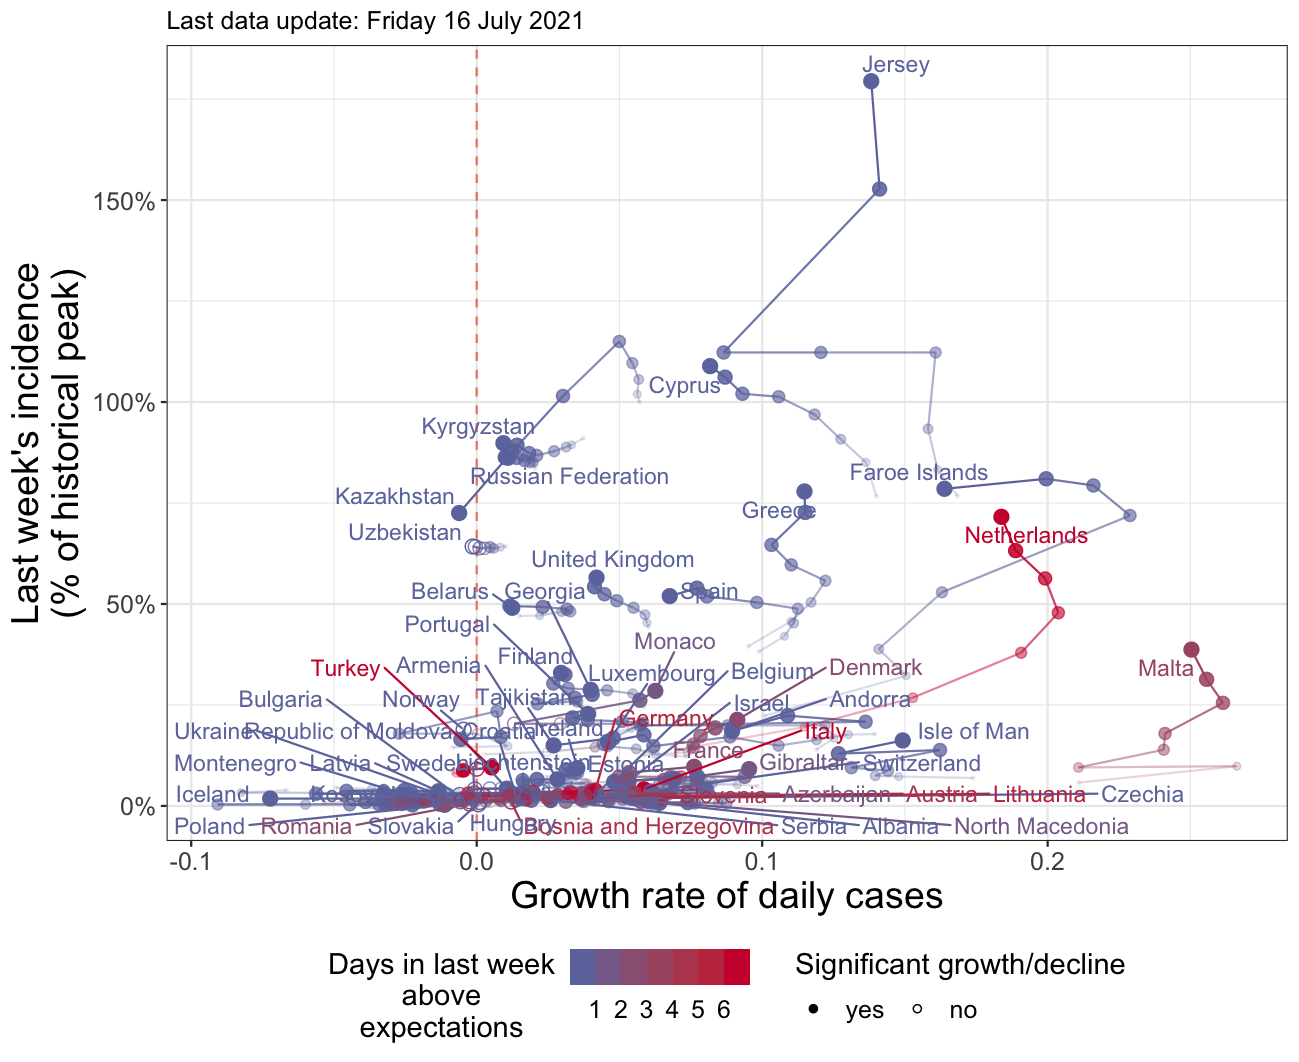 Last data update: Friday 16 July 2021
Last week's incidence
(% of historical peak)
150%
100%
50%
0%
Jersey
Cyprus
Kyrgyzstan
Russian Federation
Faroe Islands
Kazakhstan
Greece
Uzbekistan
Netherlands
United Kingdom
Belarus
Georgia
Spain
Portugal
Monaco
Finland
Turkey
Armenia
Luxembourg
Belgium
Denmark
Malta
Bulgaria
Norway
Tajikistan
Israel
Andorra
Germany
Ukraine
Republic of Moldova
Croatia
Ireland
Italy
Isle of Man
France
Montenegro
Latvia
Sweden
Estonia
Gibraltar
Switzerland
Iceland
Slovenia
Azerbaijan
Austria
Lithuania
Czechia
Poland
Romania
Slovakia
Hungary
Bosnia and Herzegovina
Serbia
Albania
North Macedonia
-0.1
0.0
0.1
0.2
Growth rate of daily cases
Days in last week
above
expectations
1 2 3 4 5 6
Significant growth/decline
yes
no